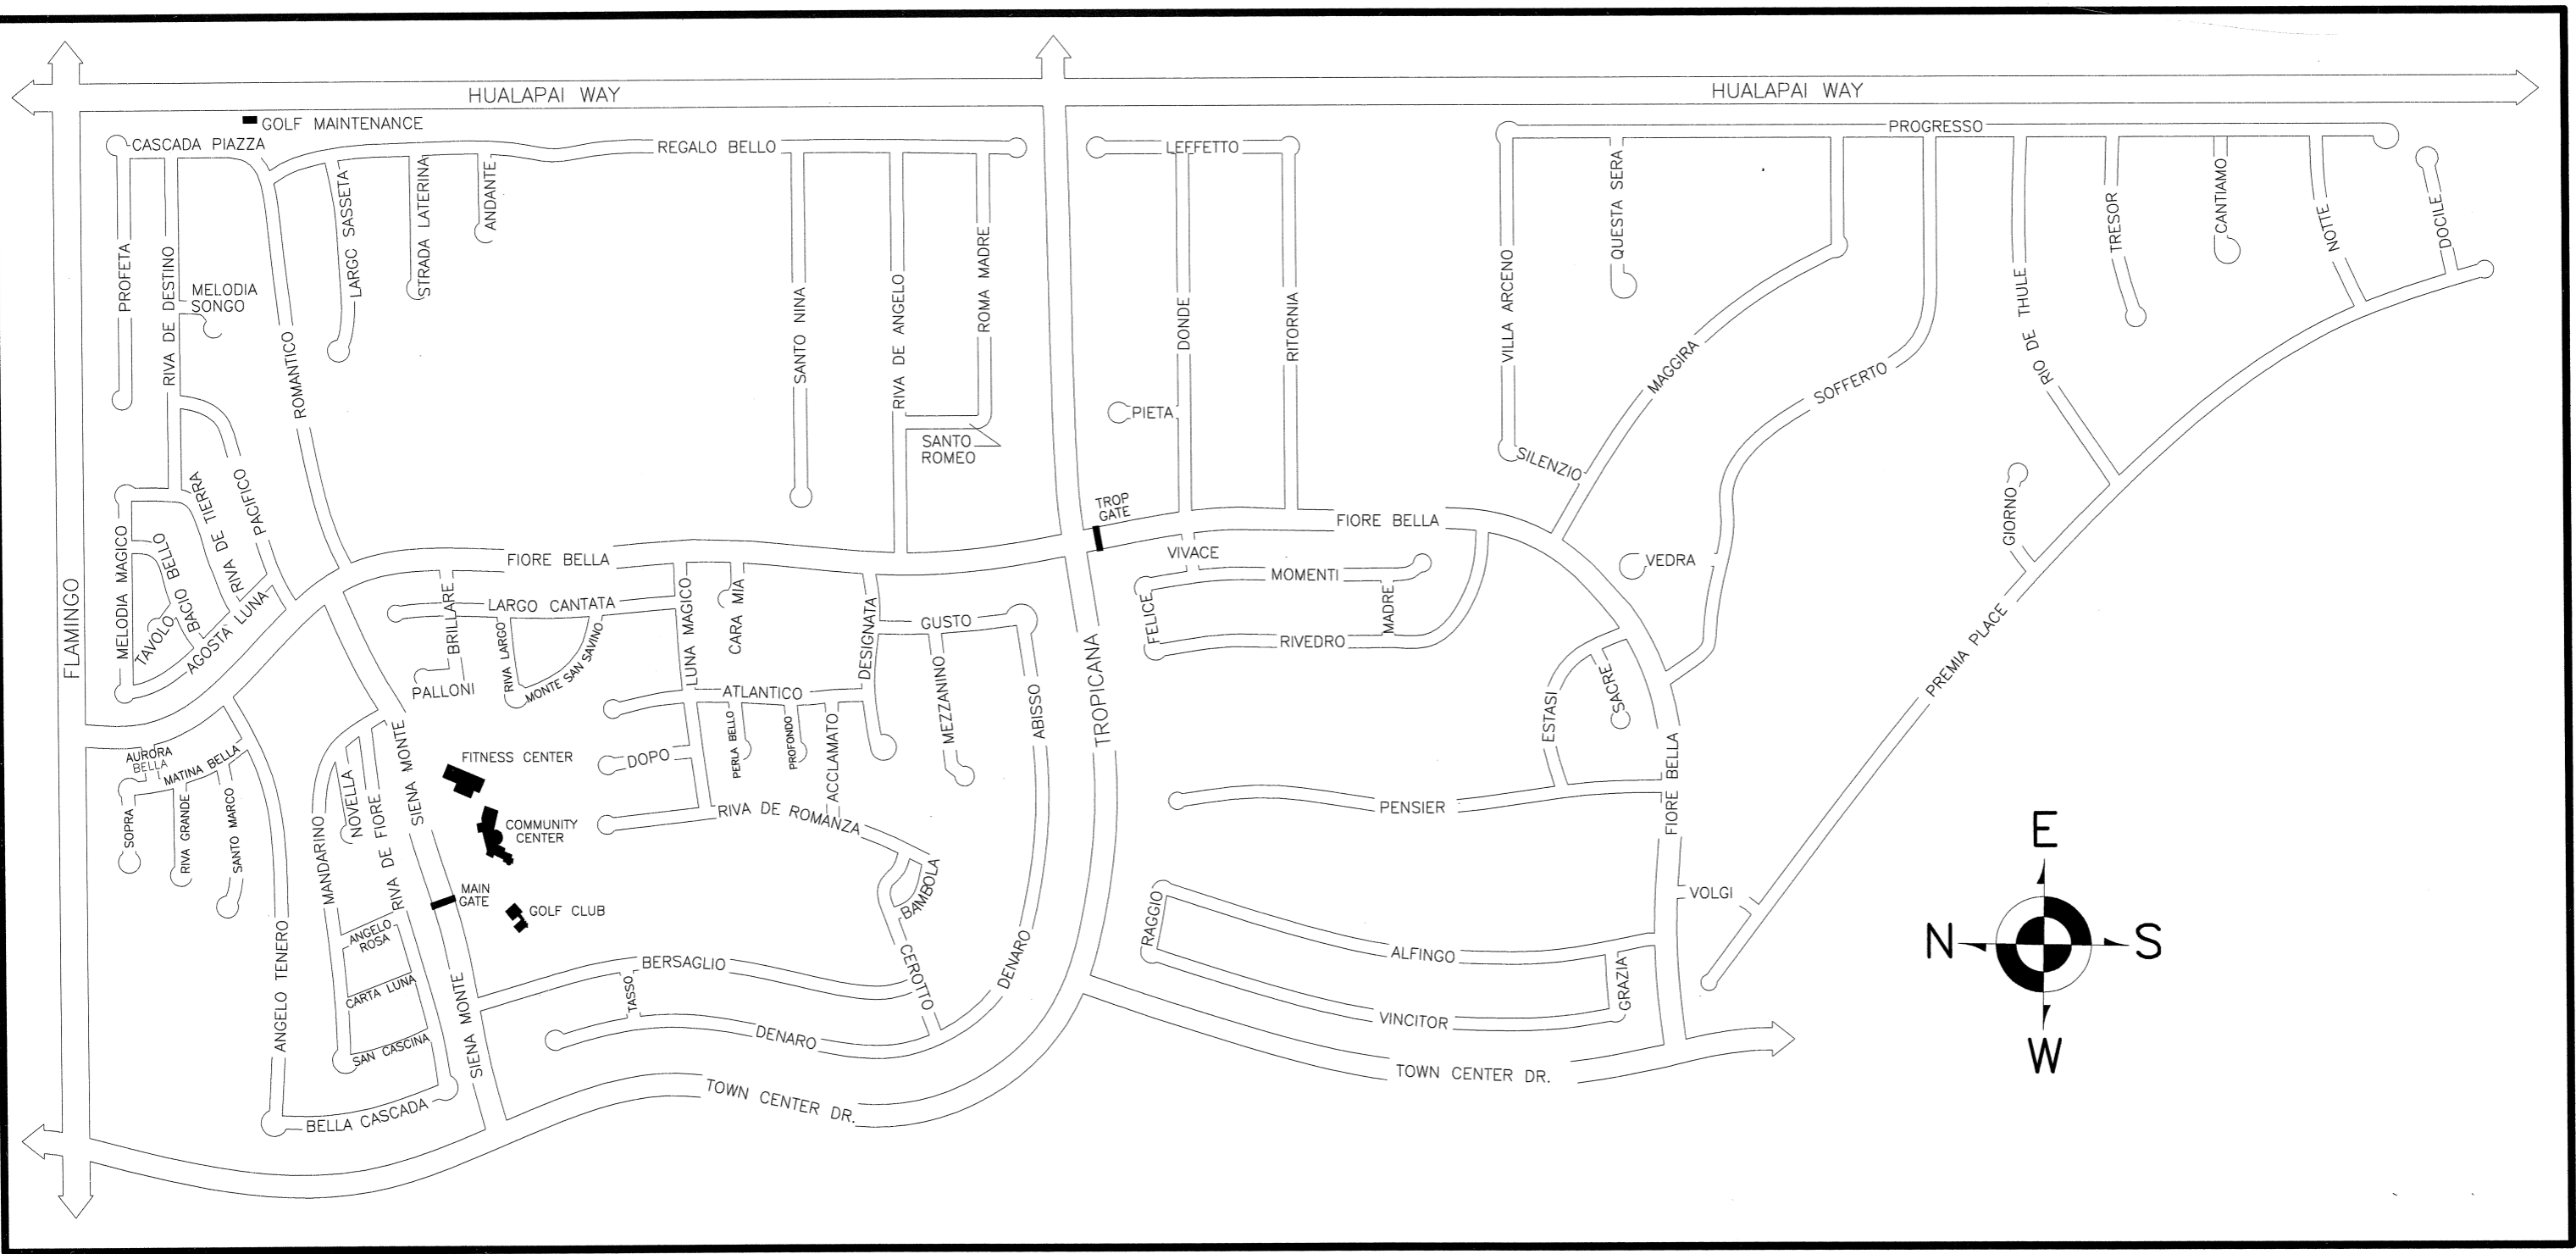 HUALAPAI WAY
HUALAPAI WAY
GOLF MAINTENANCE
CASCADA PIAZZA
REGALO BELLO
LEFFETTO
PROGRESSO
PROFETA
RIVA DE DESTINO
MELODIA
SONGO
ROMANTICO
LARGC SASSETA
STRADA LATERINA
ANDANTE
SANTO NINA
RIVA DE ANGELO
ROMA MADRE
SANTO
ROMEO
DONDE
RITORNIA
PIETA
VILLA ARCENO
QUESTA SERA
SILENZIO
MAGGIRA
SOFFERTO
RIO DE THULE
TRESOR
CANTIAMO
NOTTE
DOCILE
GIORNO
PREMIA PLACE
FLAMINGO
MELODIA MAGICO
TAVOLO
BACIO BELLO
RIVA DE TIERRA
PACIFICO
AGOSTA LUNA
FIORE BELLA
TROP
GATE
FIORE BELLA
VIVACE
MOMENTI
FELICE
MADRE
RIVEDRO
VEDRA
SACRE
ESTASI
PENSIER
FIORE BELLA
VOLGI
BRILLARE
PALLONI
LARGO CANTATA
RIVA LARGO
MONTE SAN SAVINO
LUNA MAGICO
CARA MIA
DESIGNATA
GUSTO
MEZZANINO
ABISSO
TROPICANA
ATLANTICO
PERLA BELLO
PROFONDO
ACCLAMATO
DOPO
RIVA DE ROMANZA
BAMBOLA
CEROTTO
AURORA
BELLA
MATINA BELLA
SOPRA
RIVA GRANDE
SANTO MARCO
ANGELO TENERO
MANDARINO
NOVELLA
RIVA DE FIORE
SIENA MONTE
FITNESS CENTER
COMMUNITY
CENTER
MAIN
GATE
GOLF CLUB
ANGELO
ROSA
CARTA LUNA
SAN CASCINA
BELLA CASCADA
SIENA MONTE
BERSAGLIO
TASSO
DENARO
DENARO
TOWN CENTER DR.
RAGGIO
ALFINGO
VINCITOR
GRAZIA
TOWN CENTER DR.
E
N
S
W